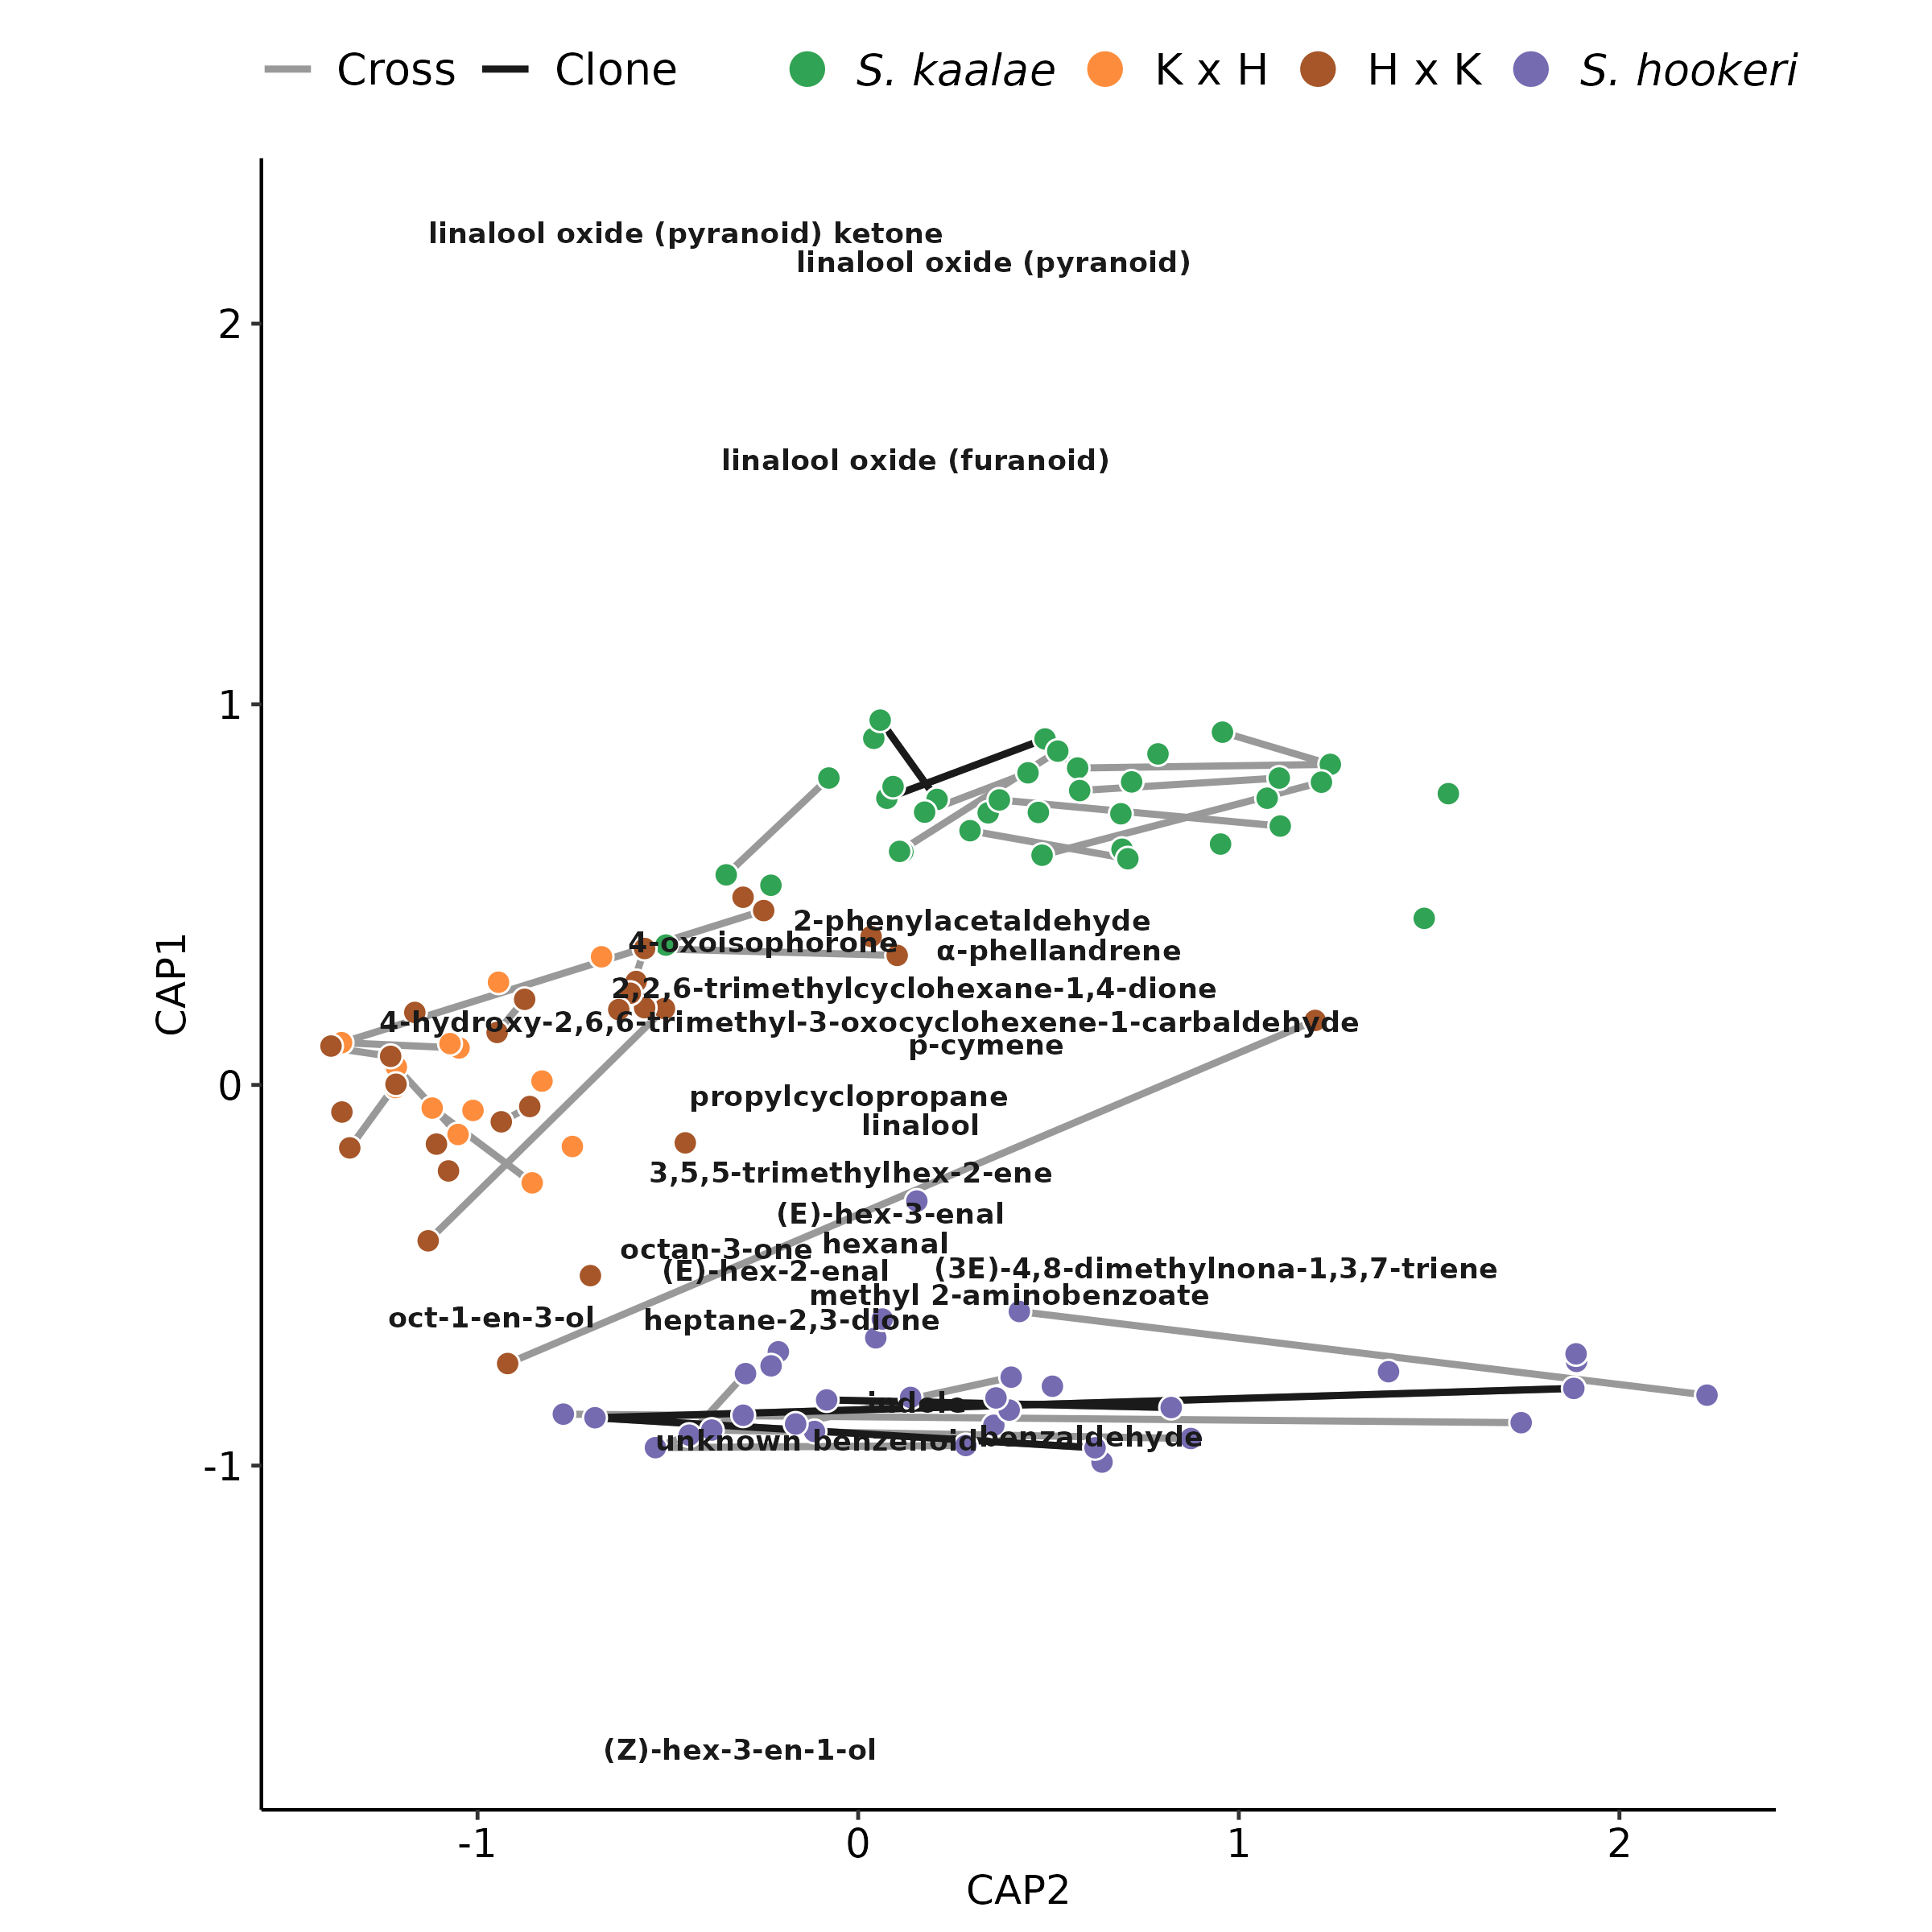 Cross Clone S. kaalae K x H H x K S. hookeri
linalool oxide (pyranoid) ketone
linalool oxide (pyranoid)
2
linalool oxide (furanoid)
1
2-phenylacetaldehyde
4-oxoisophorone
α-phellandrene
CAP1
2,2,6-trimethylcyclohexane-1,4-dione
4-hydroxy-2,6,6-trimethyl-3-oxocyclohexene-1-carbaldehyde
p-cymene
0
propylcyclopropane
linalool
3,5,5-trimethylhex-2-ene
(E)-hex-3-enal
hexanal
octan-3-one
(E)-hex-2-enal
(3E)-4,8-dimethylnona-1,3,7-triene
methyl 2-aminobenzoate
oct-1-en-3-ol
heptane-2,3-dione
indole
benzaldehyde
unknown benzenoid
-1
(Z)-hex-3-en-1-ol
-1 0 1 2
CAP2